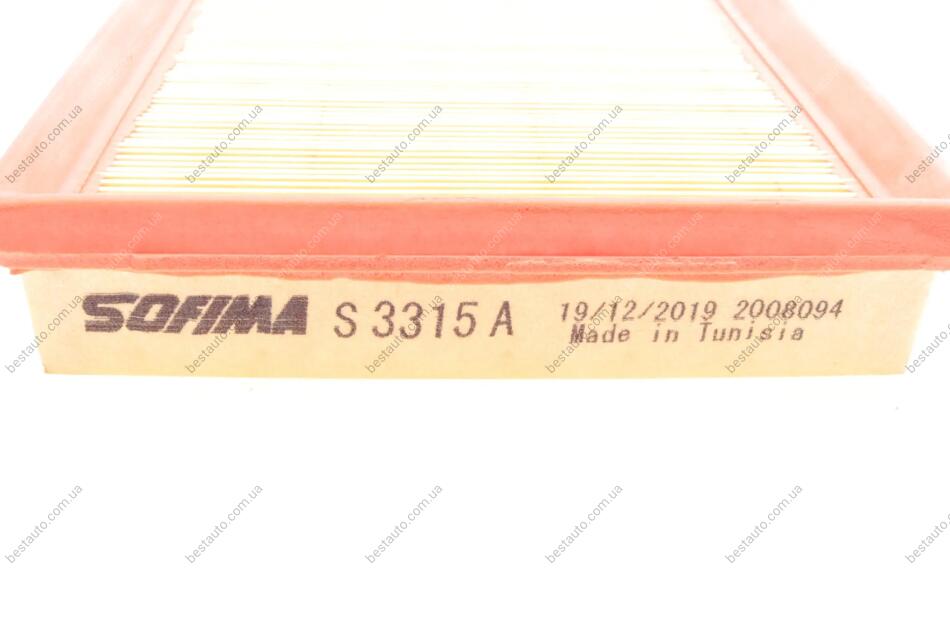 SOFIMA S 3315 A 19/12/2019 2008094
Made in Tunisia
bestauto.com.ua